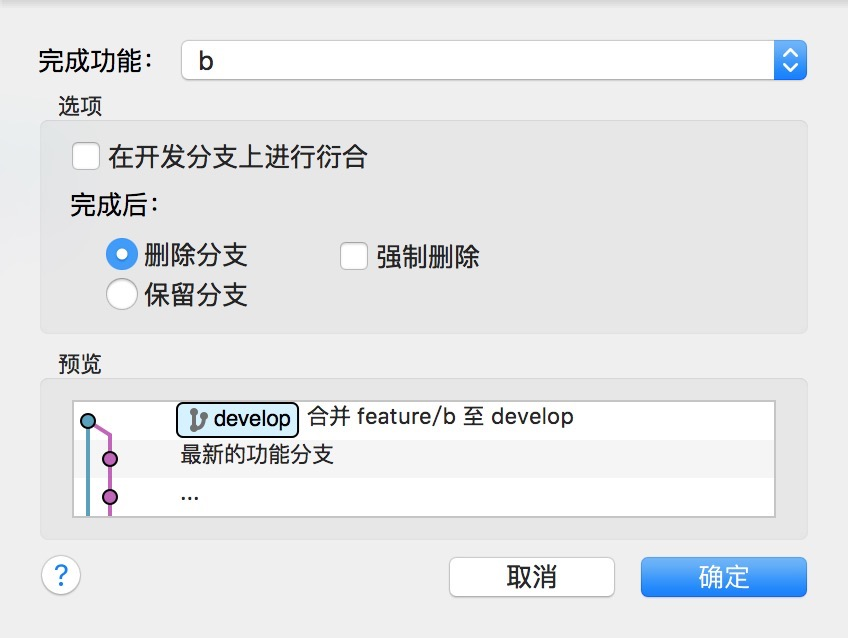 完成功能： b
选项
在开发分支上进行衍合
完成后：
删除分支 强制删除
保留分支
预览
develop 合并 feature/b 至 develop
最新的功能分支
...
? 取消 确定